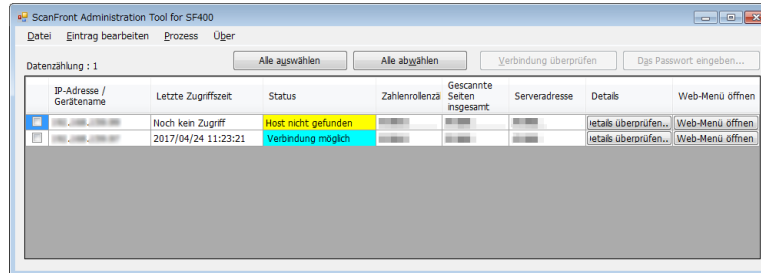 ScanFront Administration Tool for SF400
Datei Eintrag bearbeiten Prozess Über
Datenzählung : 1 Alle auswählen Alle abwählen Verbindung überprüfen Das Passwort eingeben...
IP-Adresse /
Gerätename
Letzte Zugriffszeit
Status
Zahlenrollenzä
Gescannte
Seiten
insgesamt
Serveradresse
Details
Web-Menü öffnen
Noch kein Zugriff Host nicht gefunden etails überprüfen.. Web-Menü öffnen
2017/04/24 11:23:21 Verbindung möglich etails überprüfen.. Web-Menü öffnen